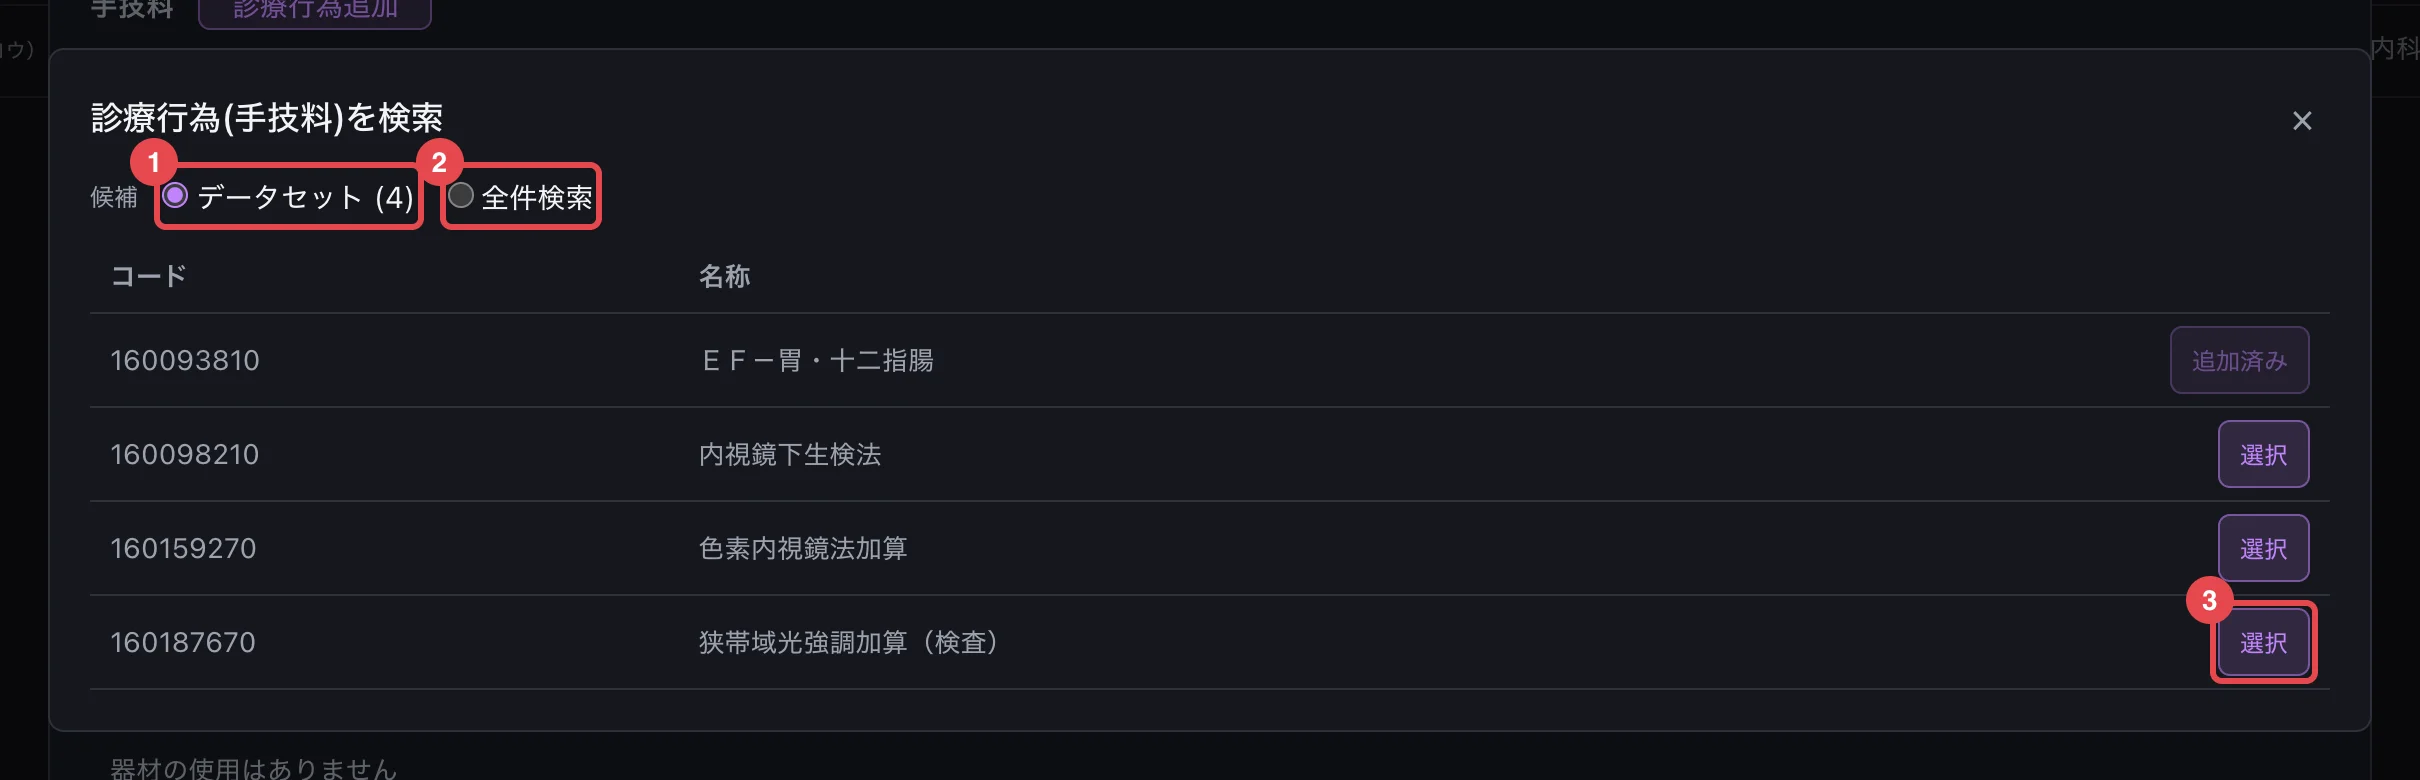 手技料 診療行為追加
コウ）
内科
診療行為(手技料)を検索
×
1 2
候補 データセット (4) 全件検索
コード 名称
160093810 ＥＦ－胃・十二指腸 追加済み
160098210 内視鏡下生検法 選択
160159270 色素内視鏡法加算 選択
3
160187670 狭帯域光強調加算（検査） 選択
器材の使用はありません